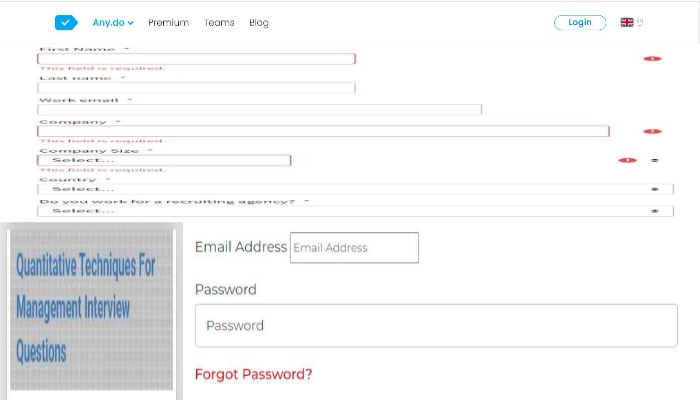 Any.do Premium Teams Blog Login EN
First Name *
This field is required.
Last name *
Work email *
Company *
This field is required.
Company Size *
Select...
This field is required.
Country *
Select...
Do you work for a recruiting agency? *
Select...
Quantitative Techniques For
Management Interview
Questions
Email Address Email Address
Password
Password
Forgot Password?